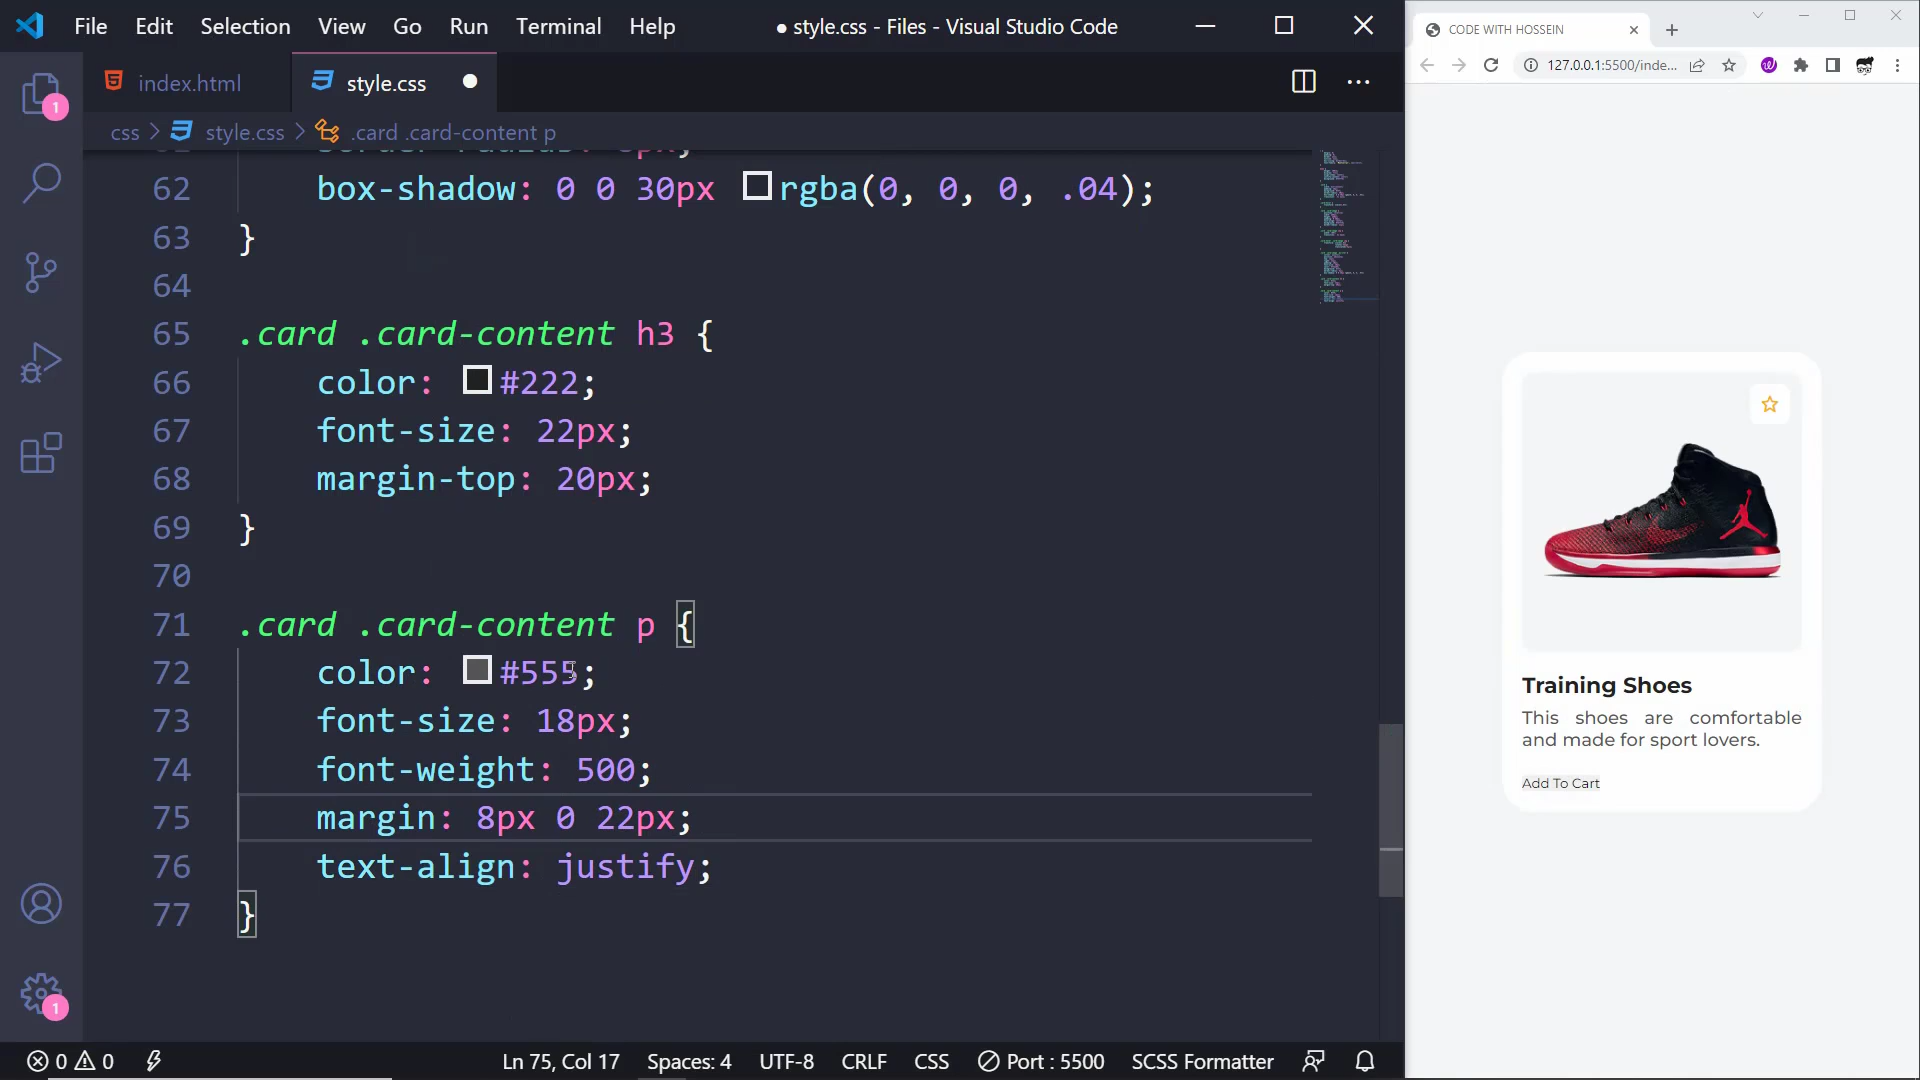 File Edit Selection View Go Run Terminal Help
● style.css - Files - Visual Studio Code
index.html
style.css
css > style.css > .card .card-content p
62 box-shadow: 0 0 30px rgba(0, 0, 0, .04);
63 }
64
65 .card .card-content h3 {
66 color: #222;
67 font-size: 22px;
68 margin-top: 20px;
69 }
70
71 .card .card-content p {
72 color: #555;
73 font-size: 18px;
74 font-weight: 500;
75 margin: 8px 0 22px;
76 text-align: justify;
77 }
1
1
0 0
Ln 75, Col 17
Spaces: 4
UTF-8
CRLF
CSS
Port : 5500
SCSS Formatter
CODE WITH HOSSEIN
127.0.0.1:5500/inde...
Training Shoes
This shoes are comfortable
and made for sport lovers.
Add To Cart